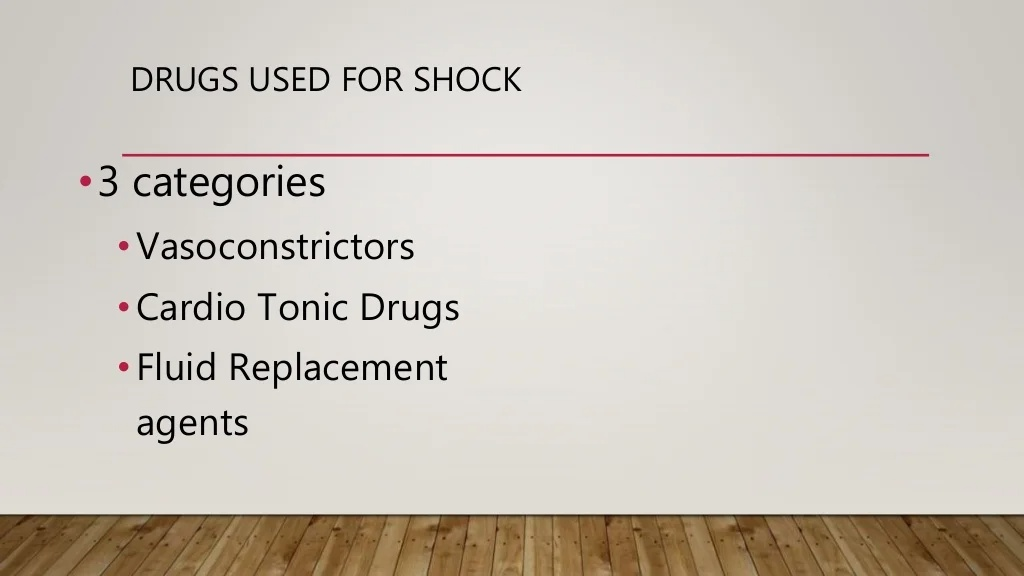 DRUGS USED FOR SHOCK
•3 categories
•Vasoconstrictors
•Cardio Tonic Drugs
•Fluid Replacement
agents